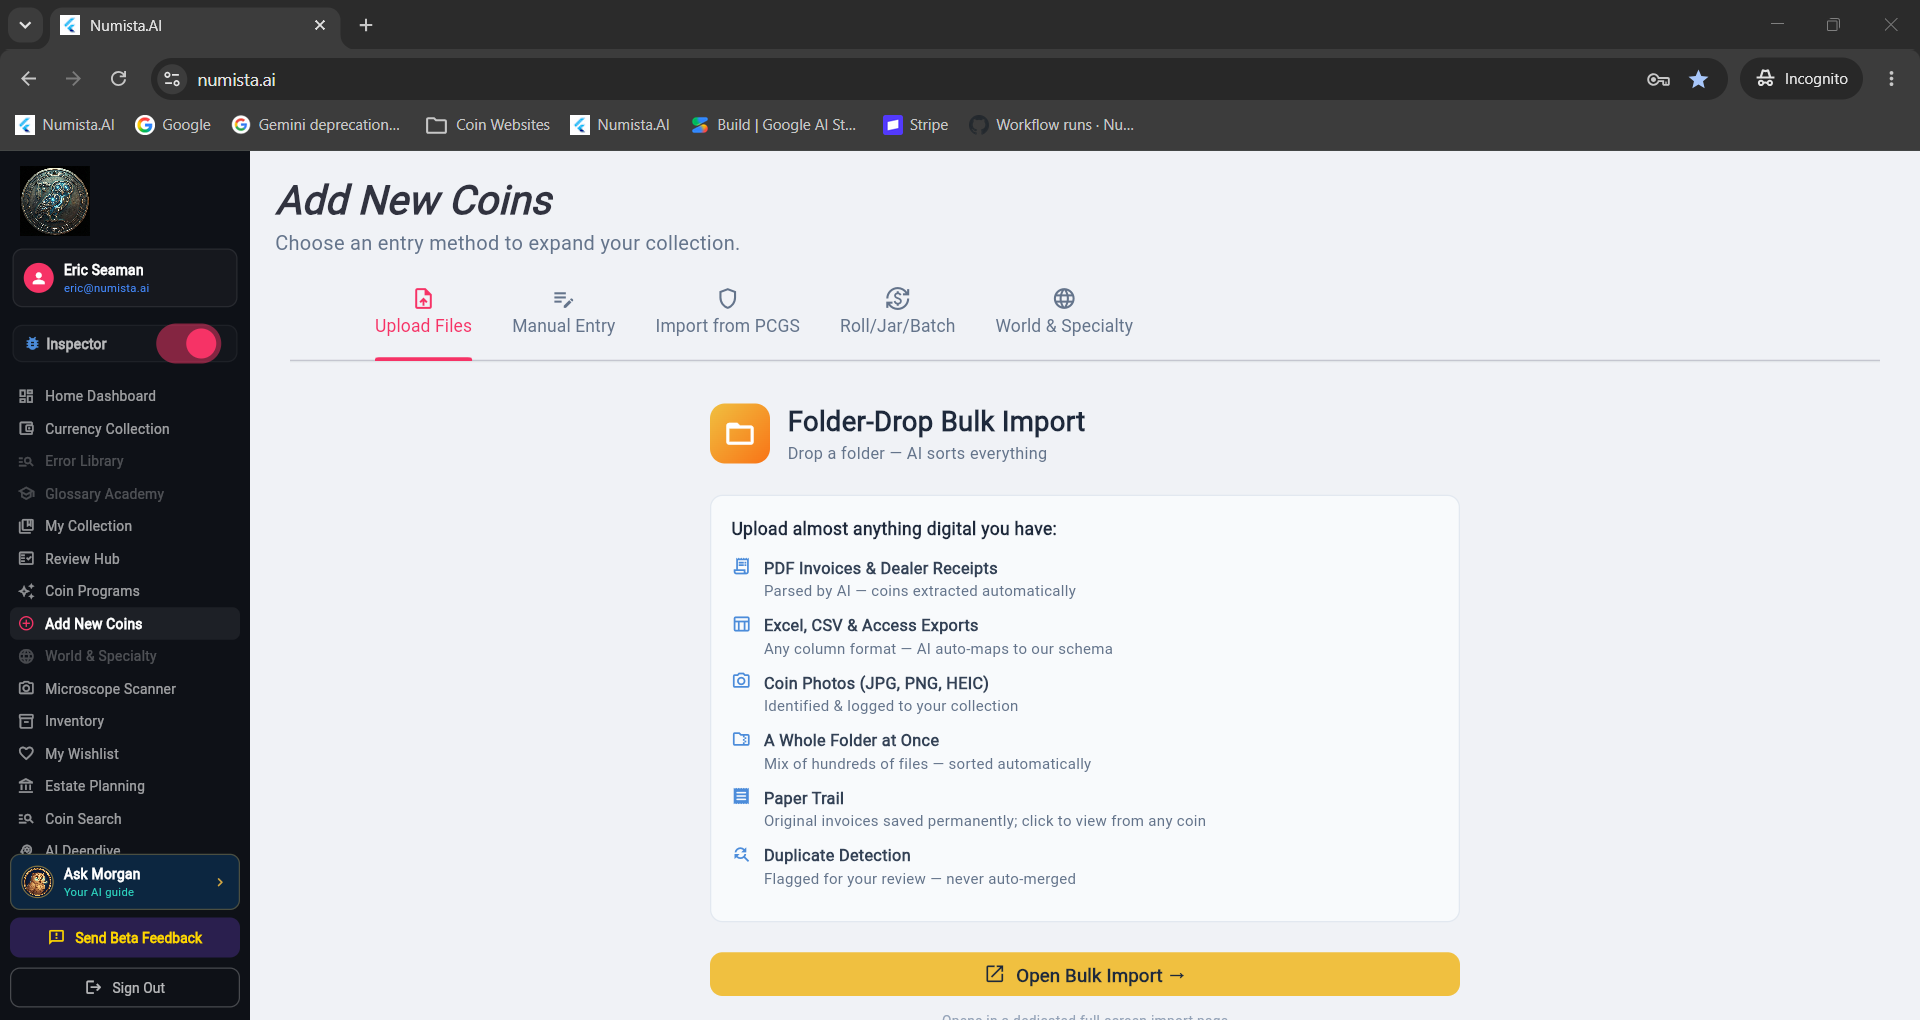 Numista.AI
numista.ai
Incognito
Numista.AI
Google
Gemini deprecation...
Coin Websites
Numista.AI
Build | Google AI St...
Stripe
Workflow runs · Nu...
Eric Seaman
eric@numista.ai
Inspector
Home Dashboard
Currency Collection
Error Library
Glossary Academy
My Collection
Review Hub
Coin Programs
Add New Coins
World & Specialty
Microscope Scanner
Inventory
My Wishlist
Estate Planning
Coin Search
AI Deepdive
Ask Morgan
Your AI guide
Send Beta Feedback
Sign Out
Add New Coins
Choose an entry method to expand your collection.
Upload Files
Manual Entry
Import from PCGS
Roll/Jar/Batch
World & Specialty
Folder-Drop Bulk Import
Drop a folder — AI sorts everything
Upload almost anything digital you have:
PDF Invoices & Dealer Receipts
Parsed by AI — coins extracted automatically
Excel, CSV & Access Exports
Any column format — AI auto-maps to our schema
Coin Photos (JPG, PNG, HEIC)
Identified & logged to your collection
A Whole Folder at Once
Mix of hundreds of files — sorted automatically
Paper Trail
Original invoices saved permanently; click to view from any coin
Duplicate Detection
Flagged for your review — never auto-merged
Open Bulk Import →
Opens in a dedicated full-screen import page